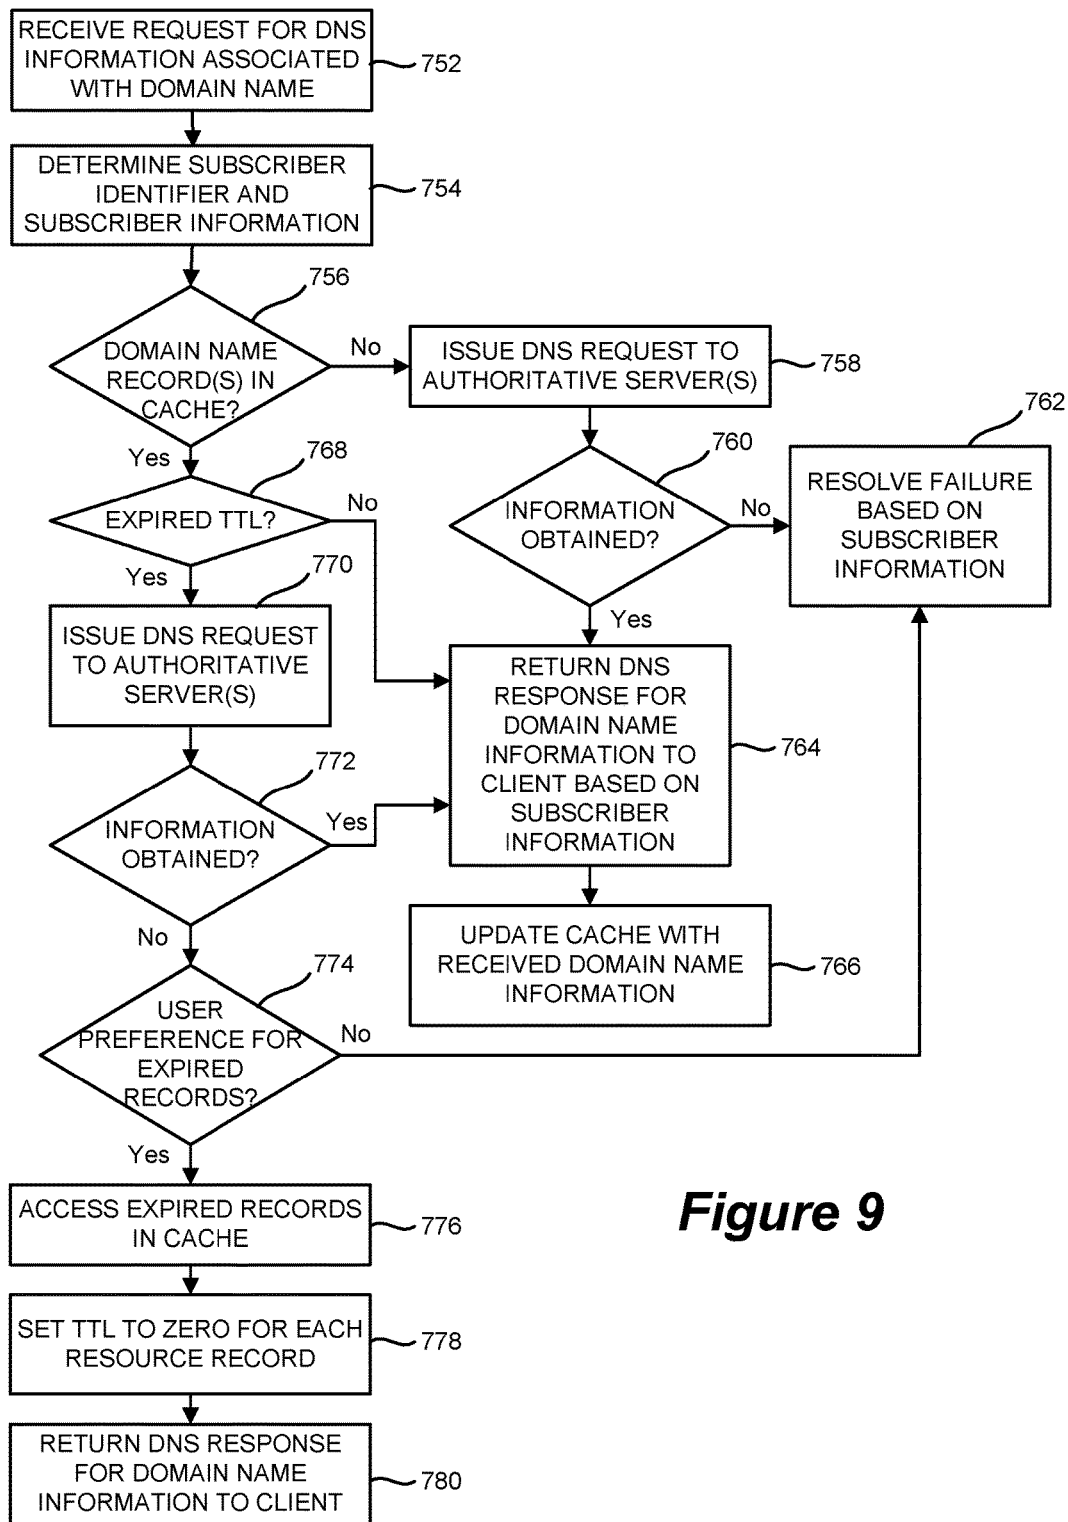 RECEIVE REQUEST FOR DNS
INFORMATION ASSOCIATED
WITH DOMAIN NAME
752
DETERMINE SUBSCRIBER
IDENTIFIER AND
SUBSCRIBER INFORMATION
754
756
DOMAIN NAME
RECORD(S) IN
CACHE?
No
Yes
ISSUE DNS REQUEST TO
AUTHORITATIVE SERVER(S)
758
760
INFORMATION
OBTAINED?
No
Yes
762
RESOLVE FAILURE
BASED ON
SUBSCRIBER
INFORMATION
768
EXPIRED TTL?
No
Yes
770
ISSUE DNS REQUEST
TO AUTHORITATIVE
SERVER(S)
RETURN DNS
RESPONSE FOR
DOMAIN NAME
INFORMATION TO
CLIENT BASED ON
SUBSCRIBER
INFORMATION
764
772
INFORMATION
OBTAINED?
Yes
No
UPDATE CACHE WITH
RECEIVED DOMAIN NAME
INFORMATION
766
774
USER
PREFERENCE FOR
EXPIRED
RECORDS?
No
Yes
ACCESS EXPIRED RECORDS
IN CACHE
776
Figure 9
SET TTL TO ZERO FOR EACH
RESOURCE RECORD
778
RETURN DNS RESPONSE
FOR DOMAIN NAME
INFORMATION TO CLIENT
780